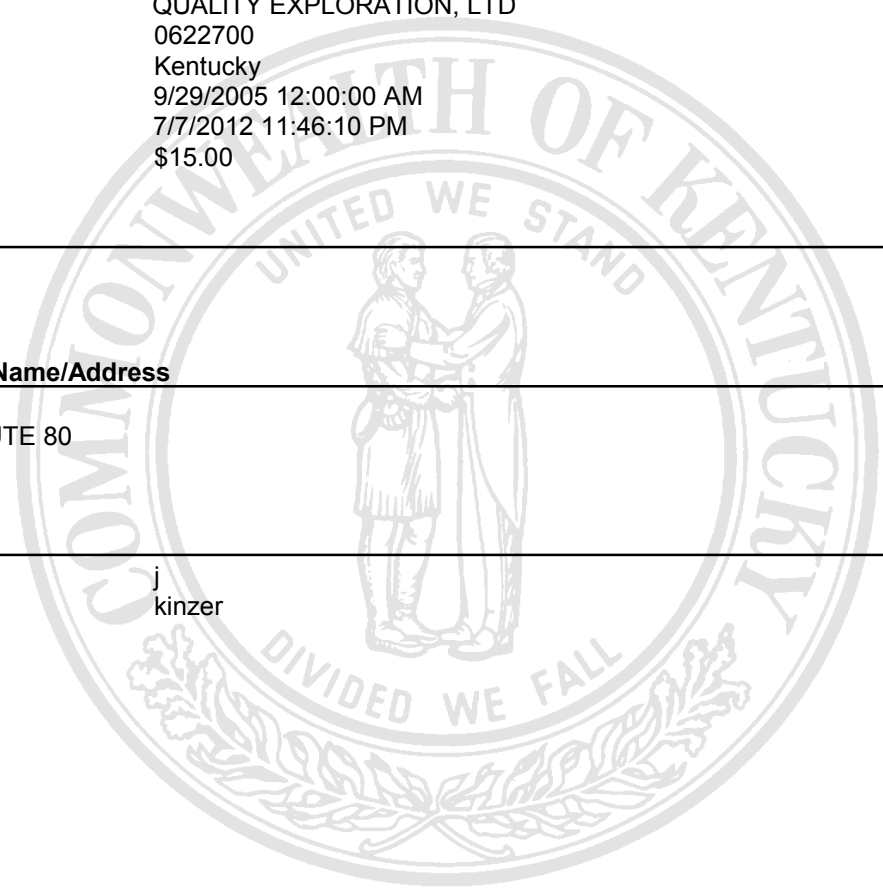 QUALITY EXPLORATION, LTD
0622700
Kentucky
9/29/2005 12:00:00 AM
7/7/2012 11:46:10 PM
$15.00
COMMONWEALTH OF KENTUCKY
UNITED WE STAND
Name/Address
UTE 80
j
kinzer
DIVIDED WE FALL